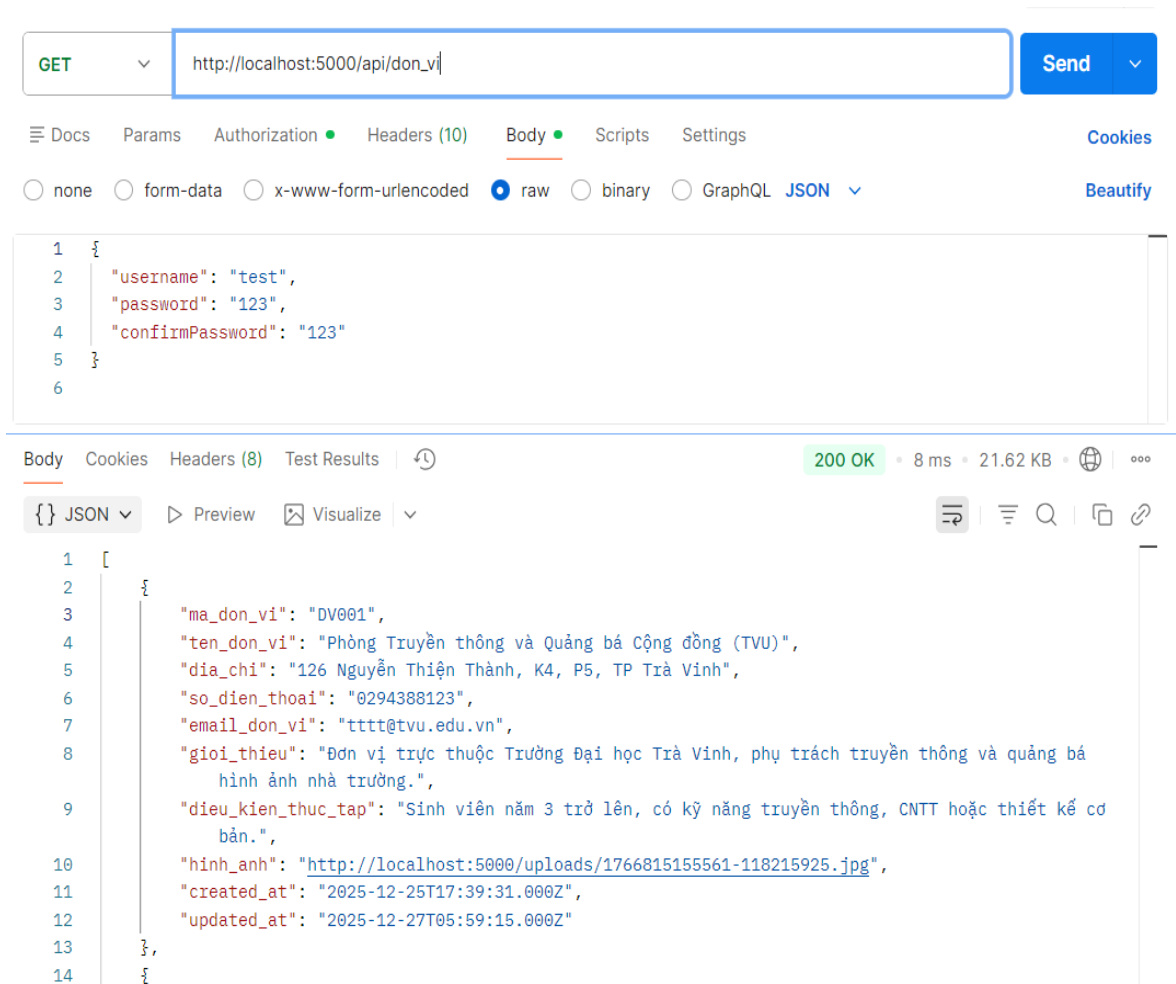 GET http://localhost:5000/api/don_vi Send
Docs Params Authorization Headers (10) Body Scripts Settings Cookies
none form-data x-www-form-urlencoded raw binary GraphQL JSON Beautify
1 {
2 "username": "test",
3 "password": "123",
4 "confirmPassword": "123"
5 }
6
Body Cookies Headers (8) Test Results 200 OK • 8 ms • 21.62 KB •
{} JSON Preview Visualize
1 [
2 {
3 "ma_don_vi": "DV001",
4 "ten_don_vi": "Phòng Truyền thông và Quảng bá Cộng đồng (TVU)",
5 "dia_chi": "126 Nguyễn Thiện Thành, K4, P5, TP Trà Vinh",
6 "so_dien_thoai": "0294388123",
7 "email_don_vi": "tttt@tvu.edu.vn",
8 "gioi_thieu": "Đơn vị trực thuộc Trường Đại học Trà Vinh, phụ trách truyền thông và quảng bá
hình ảnh nhà trường.",
9 "dieu_kien_thuc_tap": "Sinh viên năm 3 trở lên, có kỹ năng truyền thông, CNTT hoặc thiết kế cơ
bản.",
10 "hinh_anh": "http://localhost:5000/uploads/1766815155561-118215925.jpg",
11 "created_at": "2025-12-25T17:39:31.000Z",
12 "updated_at": "2025-12-27T05:59:15.000Z"
13 },
14 {